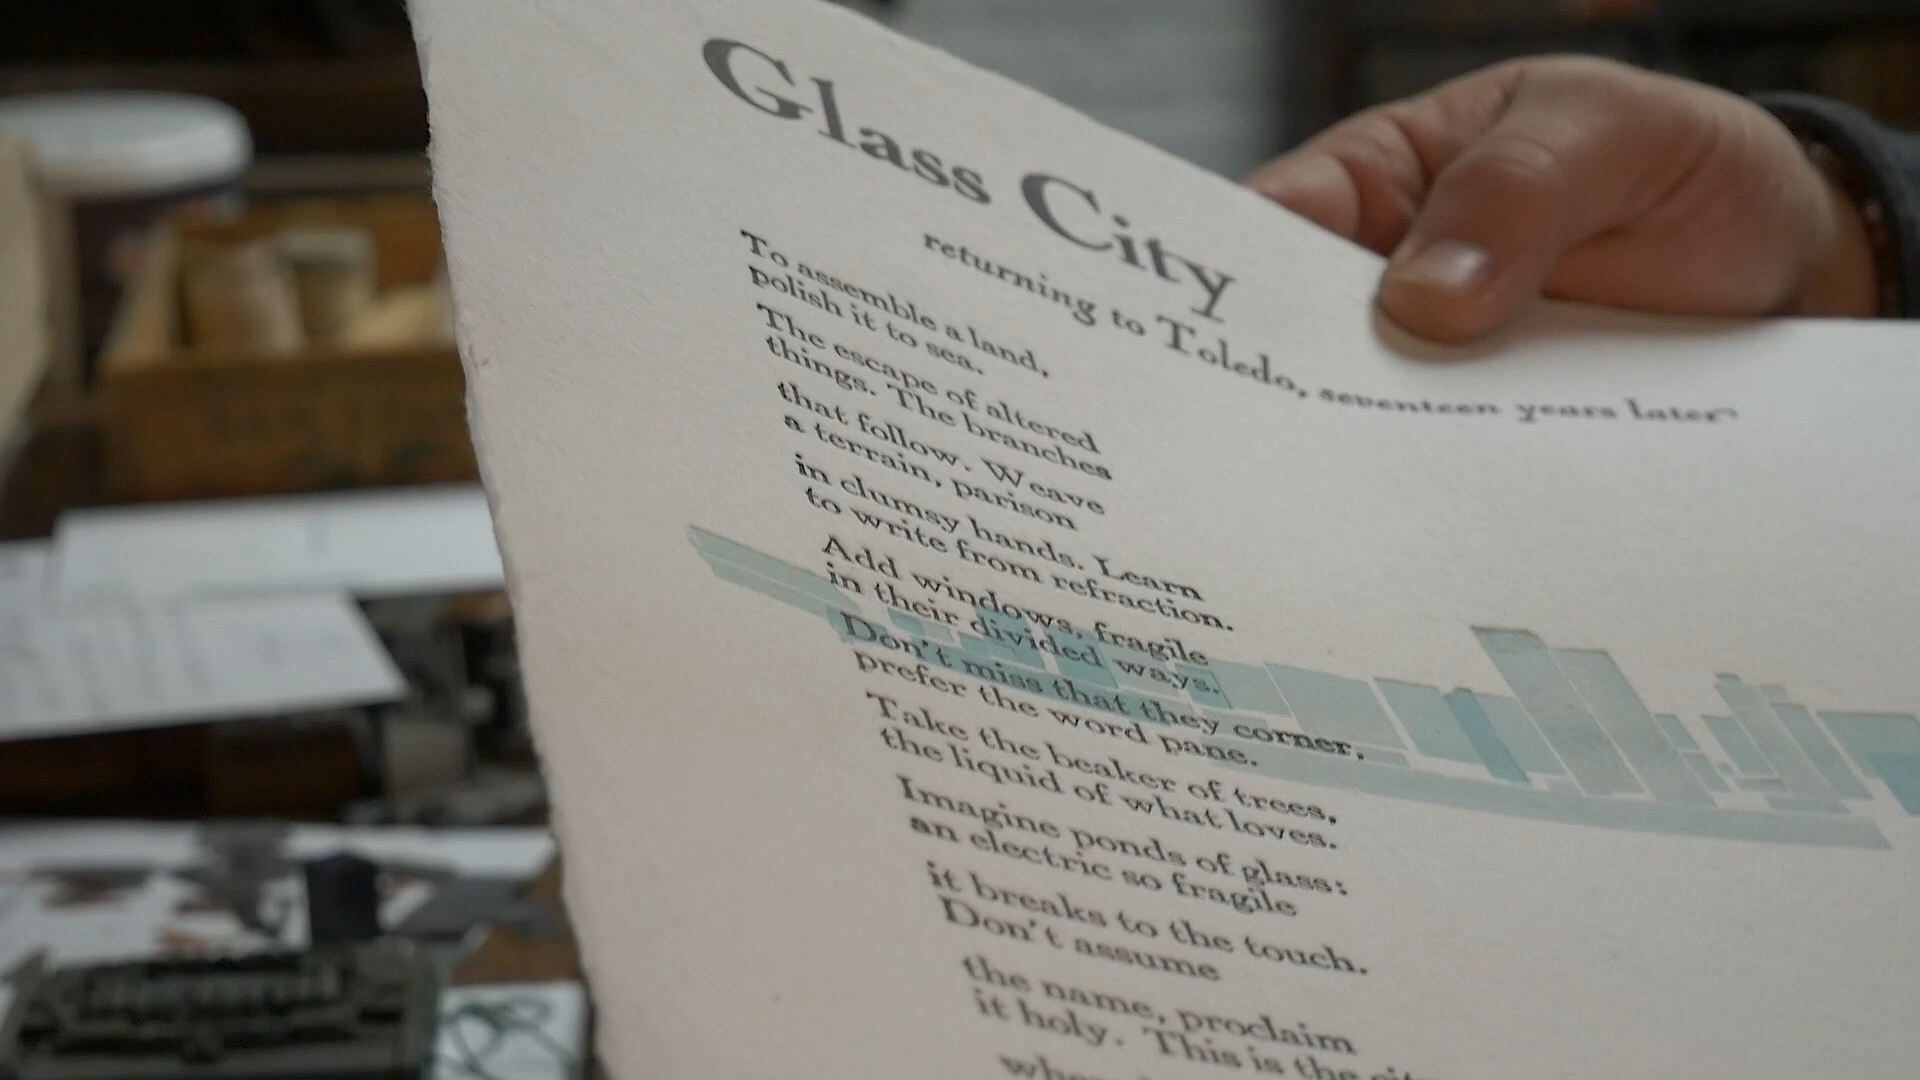 Glass City
returning to Toledo, seventeen years later
To assemble a land,
polish it to sea.
The escape of altered
things. The branches
that follow. Weave
a terrain, parison
in clumsy hands. Learn
to write from refraction.
Add windows, fragile
in their divided ways.
Don't miss that they corner,
prefer the word pane.
Take the beaker of trees,
the liquid of what loves.
Imagine ponds of glass:
an electric so fragile
it breaks to the touch.
Don't assume
the name, proclaim
it holy. This is the city